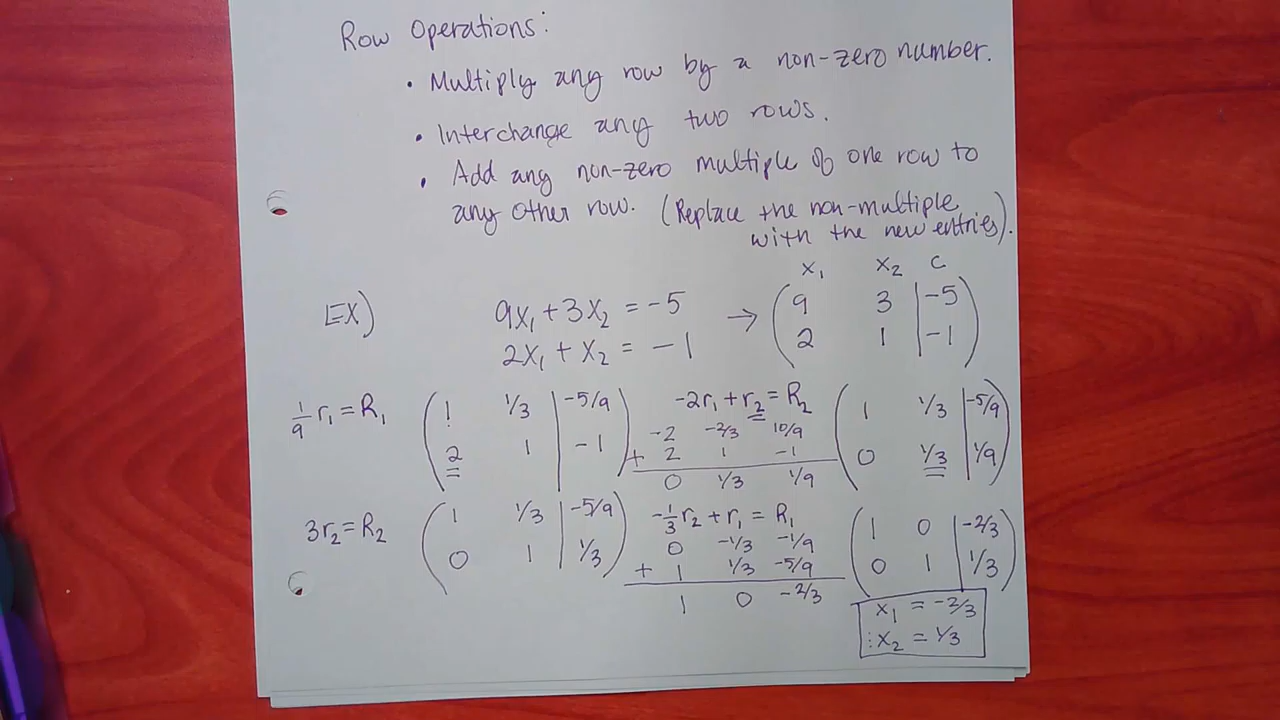 Row Operations:
• Multiply any row by a non-zero number.
• Interchange any two rows.
• Add any non-zero multiple of one row to
any other row. (Replace the non-multiple
with the new entries).
x₁ x₂ c
EX) 9x₁ + 3x₂ = -5 → ( 9 3 | -5 )
2x₁ + x₂ = -1 ( 2 1 | -1 )
1/9 r₁ = R₁ ( 1 1/3 | -5/9 ) -2r₁ + r₂ = R₂ ( 1 1/3 | -5/9 )
-2 -2/3 10/9
( 2 1 | -1 ) + 2 1 -1 ( 0 1/3 | 1/9 )
0 1/3 1/9
3r₂ = R₂ ( 1 1/3 | -5/9 ) -1/3 r₂ + r₁ = R₁ ( 1 0 | -2/3 )
0 -1/3 -1/9
( 0 1 | 1/3 ) + 1 1/3 -5/9 ( 0 1 | 1/3 )
1 0 -2/3
x₁ = -2/3
x₂ = 1/3